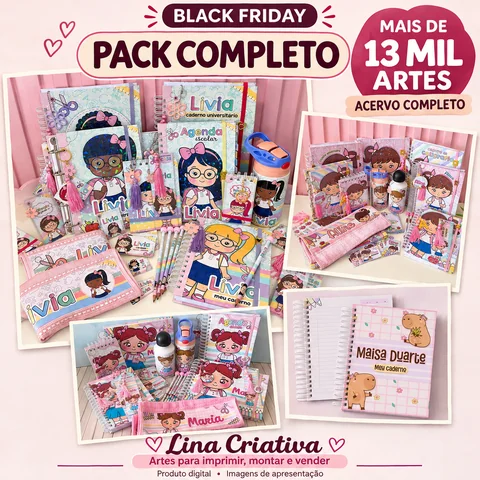 BLACK FRIDAY
PACK COMPLETO
MAIS DE
13 MIL
ARTES
ACERVO COMPLETO
Lívia
caderno universitário
Agenda
escolar
Lívia
Lívia
Lívia
meu caderno
Maria
Maisa Duarte
Meu caderno
Lina Criativa
Artes para imprimir, montar e vender
Produto digital • Imagens de apresentação